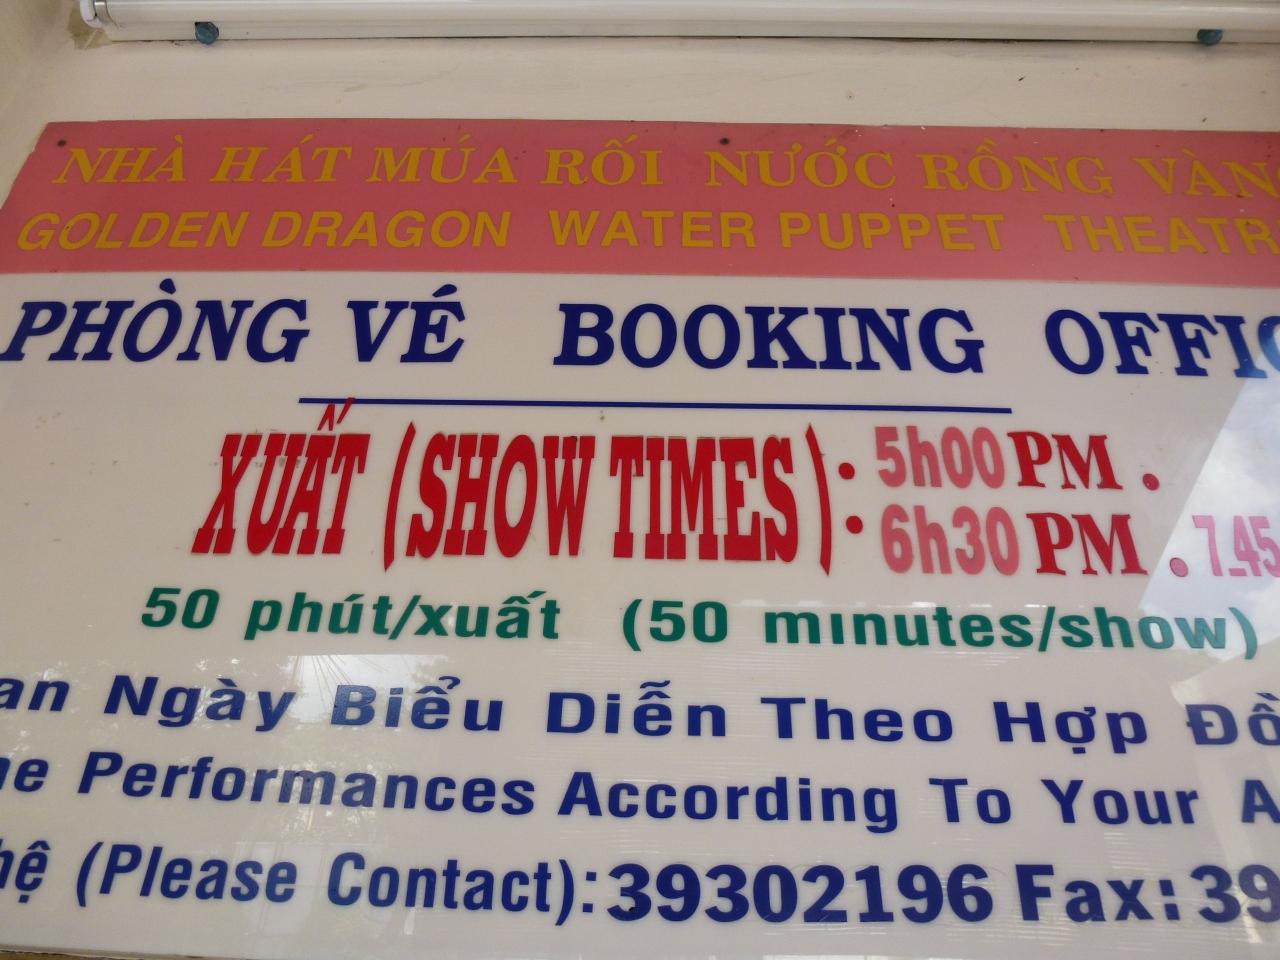 NHÀ HÁT MÚA RỐI NƯỚC RỒNG VÀNG
GOLDEN DRAGON WATER PUPPET THEATR
PHÒNG VÉ BOOKING OFFIC
XUẤT (SHOW TIMES): 5h00 PM .
: 6h30 PM . 7.45
50 phút/xuất (50 minutes/show)
an Ngày Biểu Diễn Theo Hợp Đồ
ne Performances According To Your A
hệ (Please Contact): 39302196 Fax: 39